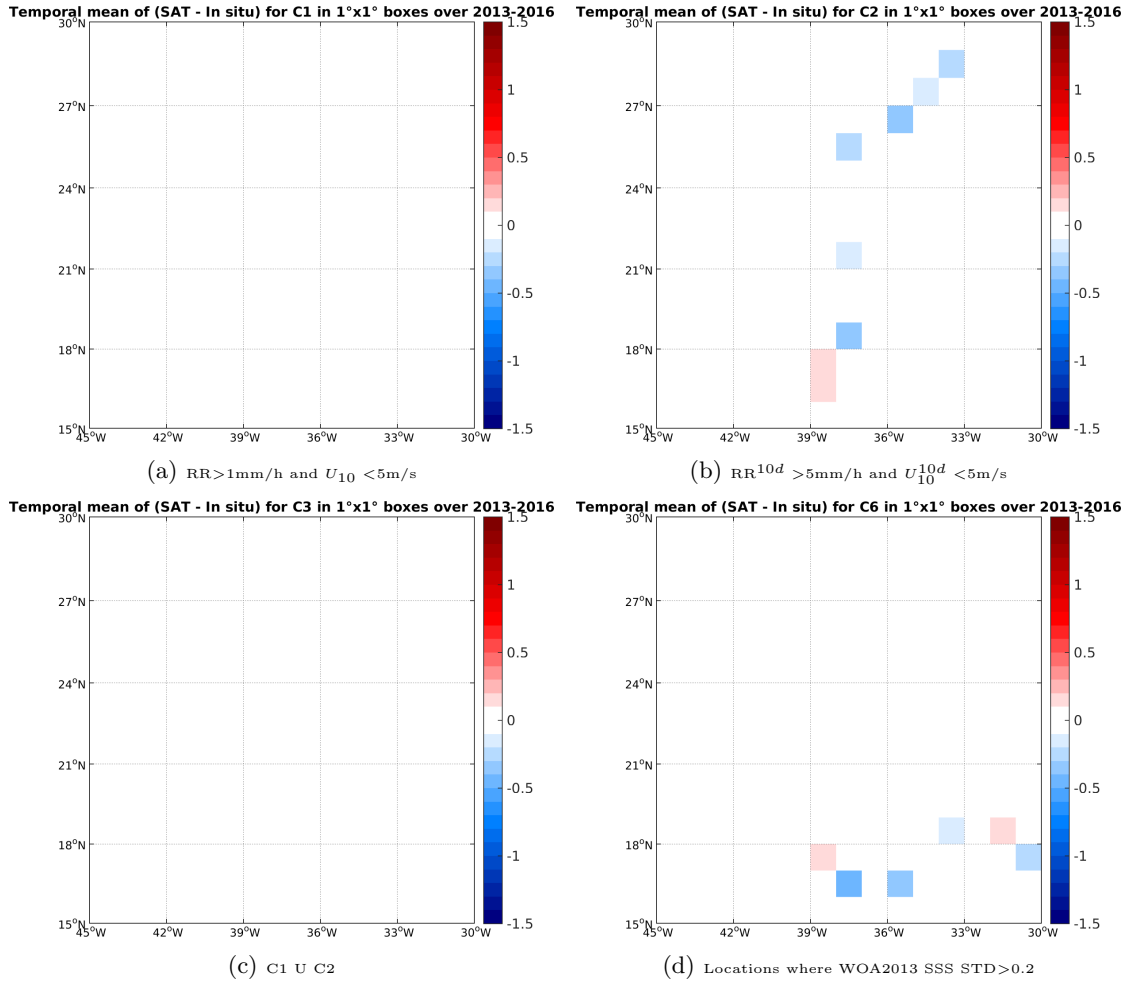 Temporal mean of (SAT - In situ) for C1 in 1°x1° boxes over 2013-2016
30°N
27°N
24°N
21°N
18°N
15°N
45°W 42°W 39°W 36°W 33°W 30°W
1.5
1
0.5
0
-0.5
-1
-1.5
(a) RR>1mm/h and U10 <5m/s
Temporal mean of (SAT - In situ) for C2 in 1°x1° boxes over 2013-2016
30°N
27°N
24°N
21°N
18°N
15°N
45°W 42°W 39°W 36°W 33°W 30°W
1.5
1
0.5
0
-0.5
-1
-1.5
(b) RR^10d >5mm/h and U_10^10d <5m/s
Temporal mean of (SAT - In situ) for C3 in 1°x1° boxes over 2013-2016
30°N
27°N
24°N
21°N
18°N
15°N
45°W 42°W 39°W 36°W 33°W 30°W
1.5
1
0.5
0
-0.5
-1
-1.5
(c) C1 U C2
Temporal mean of (SAT - In situ) for C6 in 1°x1° boxes over 2013-2016
30°N
27°N
24°N
21°N
18°N
15°N
45°W 42°W 39°W 36°W 33°W 30°W
1.5
1
0.5
0
-0.5
-1
-1.5
(d) Locations where WOA2013 SSS STD>0.2